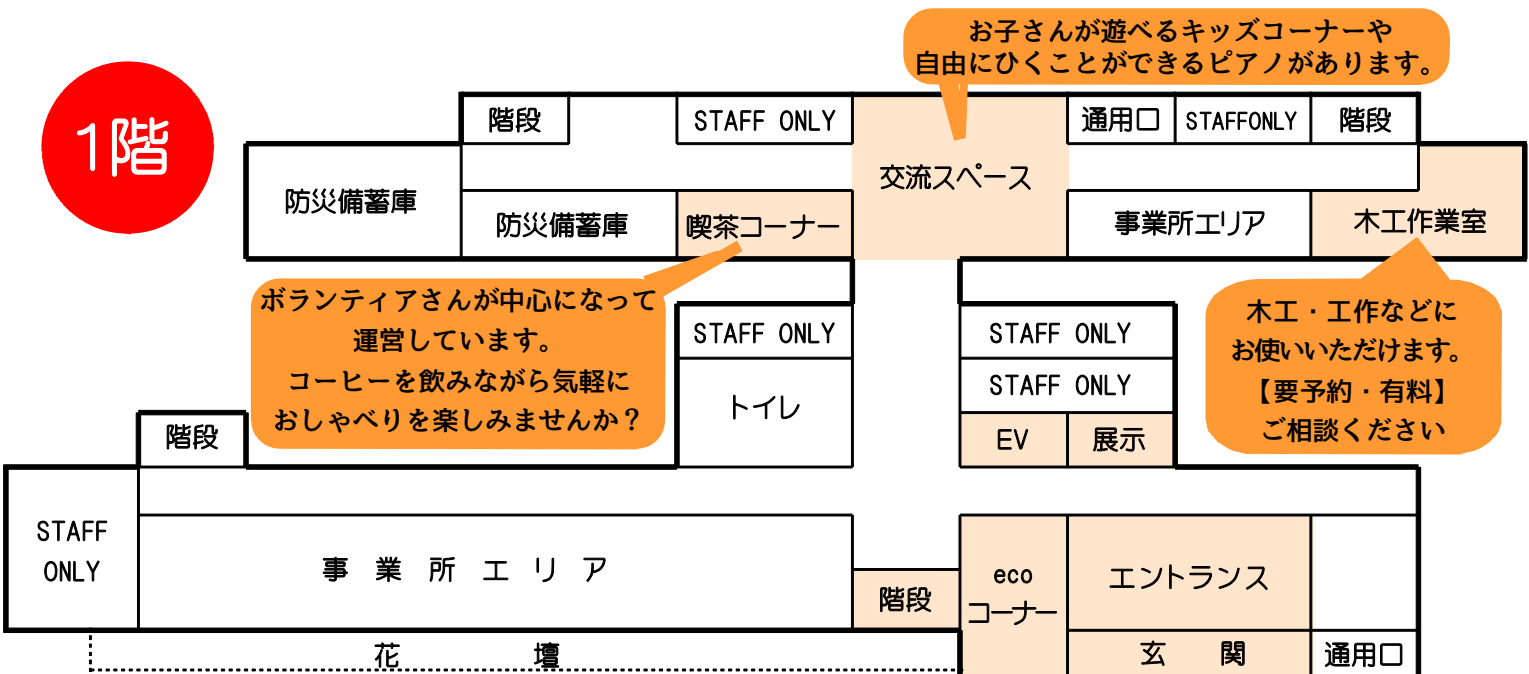 お子さんが遊べるキッズコーナーや
自由にひくことができるピアノがあります。
1階
階段
STAFF ONLY
通用口
STAFFONLY
階段
交流スペース
防災備蓄庫
防災備蓄庫
喫茶コーナー
事業所エリア
木工作業室
ボランティアさんが中心になって
運営しています。
コーヒーを飲みながら気軽に
おしゃべりを楽しみませんか？
木工・工作などに
お使いいただけます。
【要予約・有料】
ご相談ください
STAFF ONLY
STAFF ONLY
STAFF ONLY
トイレ
EV
展示
階段
STAFF
ONLY
事業所エリア
階段
eco
コーナー
エントランス
花壇
玄関
通用口